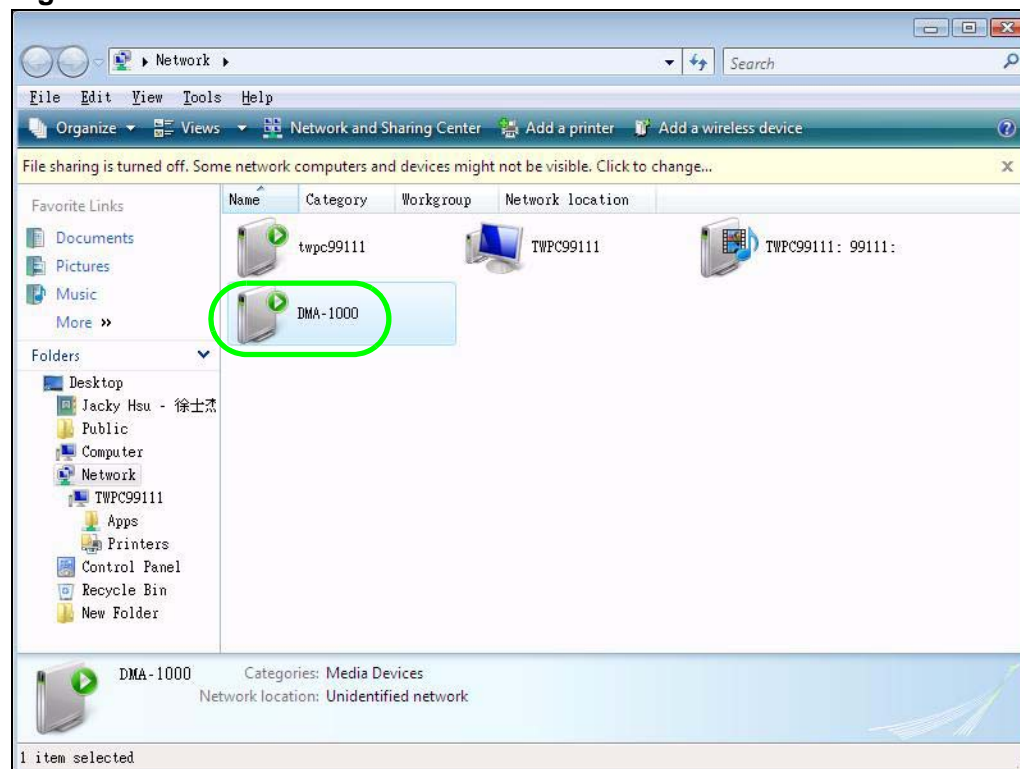 Network
Search
File Edit View Tools Help
Organize Views Network and Sharing Center Add a printer Add a wireless device
File sharing is turned off. Some network computers and devices might not be visible. Click to change...
Favorite Links
Documents
Pictures
Music
More »
Folders
Desktop
Jacky Hsu - 徐士杰
Public
Computer
Network
TWPC99111
Apps
Printers
Control Panel
Recycle Bin
New Folder
Name Category Workgroup Network location
twpc99111
TWPC99111
TWPC99111: 99111:
DMA-1000
DMA-1000
Categories: Media Devices
Network location: Unidentified network
1 item selected